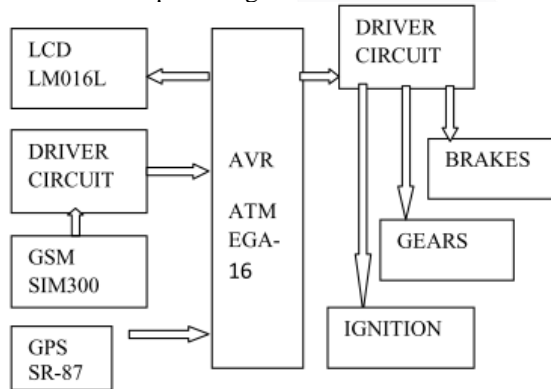 LCD
LM016L
DRIVER
CIRCUIT
GSM
SIM300
GPS
SR-87
AVR
ATM
EGA-
16
DRIVER
CIRCUIT
BRAKES
GEARS
IGNITION